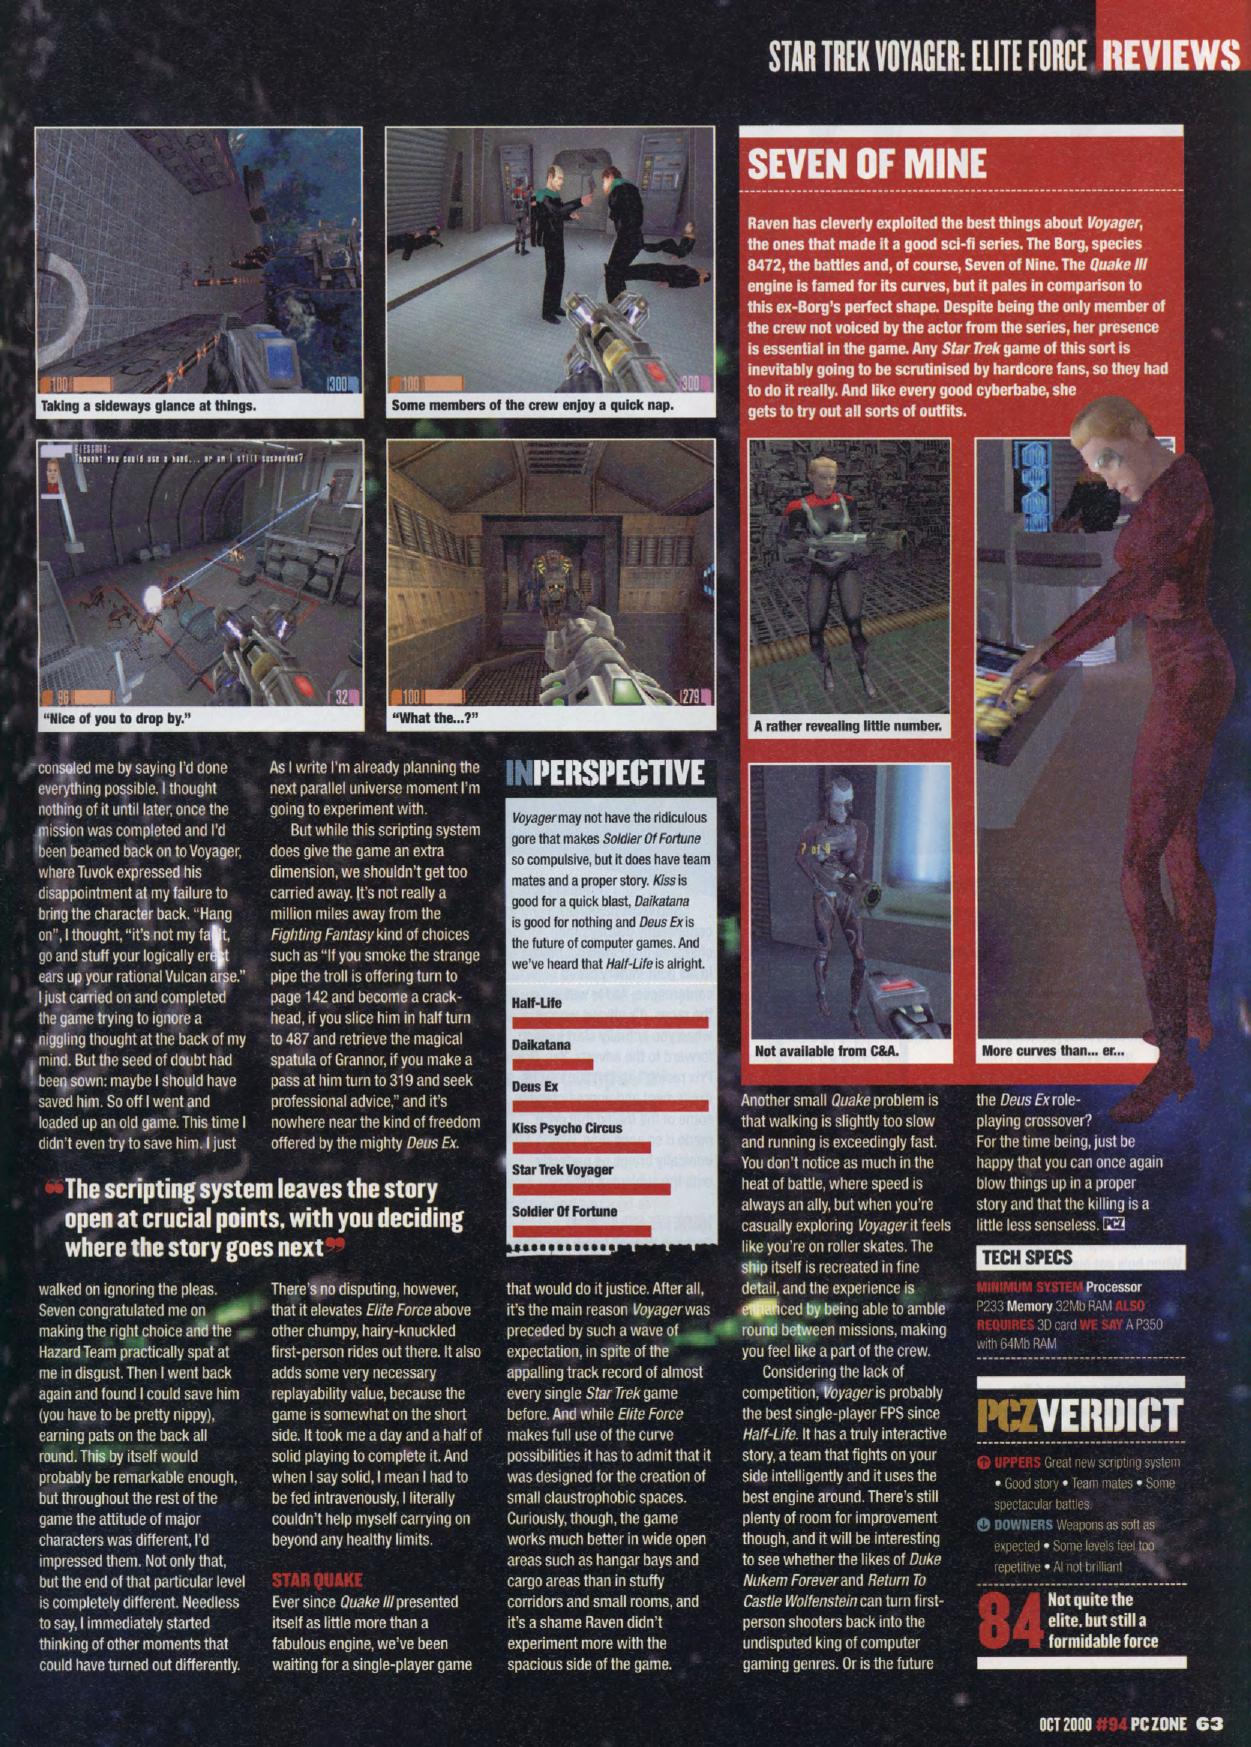 STAR TREK VOYAGER: ELITE FORCE REVIEWS
100
300
Taking a sideways glance at things.
100
300
Some members of the crew enjoy a quick nap.
Thought you could use a hand... or am I still suspended?
96
32
"Nice of you to drop by."
100
279
"What the...?"
SEVEN OF MINE
Raven has cleverly exploited the best things about Voyager,
the ones that made it a good sci-fi series. The Borg, species
8472, the battles and, of course, Seven of Nine. The Quake III
engine is famed for its curves, but it pales in comparison to
this ex-Borg's perfect shape. Despite being the only member of
the crew not voiced by the actor from the series, her presence
is essential in the game. Any Star Trek game of this sort is
inevitably going to be scrutinised by hardcore fans, so they had
to do it really. And like every good cyberbabe, she
gets to try out all sorts of outfits.
A rather revealing little number.
7 of 9
Not available from C&A.
More curves than... er...
consoled me by saying I'd done
everything possible. I thought
nothing of it until later, once the
mission was completed and I'd
been beamed back on to Voyager,
where Tuvok expressed his
disappointment at my failure to
bring the character back. "Hang
on", I thought, "it's not my fault,
go and stuff your logically erect
ears up your rational Vulcan arse."
I just carried on and completed
the game trying to ignore a
niggling thought at the back of my
mind. But the seed of doubt had
been sown: maybe I should have
saved him. So off I went and
loaded up an old game. This time I
didn't even try to save him. I just
As I write I'm already planning the
next parallel universe moment I'm
going to experiment with.
But while this scripting system
does give the game an extra
dimension, we shouldn't get too
carried away. It's not really a
million miles away from the
Fighting Fantasy kind of choices
such as "If you smoke the strange
pipe the troll is offering turn to
page 142 and become a crack-
head, if you slice him in half turn
to 487 and retrieve the magical
spatula of Grannor, if you make a
pass at him turn to 319 and seek
professional advice," and it's
nowhere near the kind of freedom
offered by the mighty Deus Ex.
“The scripting system leaves the story
open at crucial points, with you deciding
where the story goes next”
walked on ignoring the pleas.
Seven congratulated me on
making the right choice and the
Hazard Team practically spat at
me in disgust. Then I went back
again and found I could save him
(you have to be pretty nippy),
earning pats on the back all
round. This by itself would
probably be remarkable enough,
but throughout the rest of the
game the attitude of major
characters was different, I'd
impressed them. Not only that,
but the end of that particular level
is completely different. Needless
to say, I immediately started
thinking of other moments that
could have turned out differently.
There's no disputing, however,
that it elevates Elite Force above
other chumpy, hairy-knuckled
first-person rides out there. It also
adds some very necessary
replayability value, because the
game is somewhat on the short
side. It took me a day and a half of
solid playing to complete it. And
when I say solid, I mean I had to
be fed intravenously, I literally
couldn't help myself carrying on
beyond any healthy limits.
STAR QUAKE
Ever since Quake III presented
itself as little more than a
fabulous engine, we've been
waiting for a single-player game
INPERSPECTIVE
Voyager may not have the ridiculous
gore that makes Soldier Of Fortune
so compulsive, but it does have team
mates and a proper story. Kiss is
good for a quick blast, Daikatana
is good for nothing and Deus Ex is
the future of computer games. And
we've heard that Half-Life is alright.
Half-Life
Daikatana
Deus Ex
Kiss Psycho Circus
Star Trek Voyager
Soldier Of Fortune
that would do it justice. After all,
it's the main reason Voyager was
preceded by such a wave of
expectation, in spite of the
appalling track record of almost
every single Star Trek game
before. And while Elite Force
makes full use of the curve
possibilities it has to admit that it
was designed for the creation of
small claustrophobic spaces.
Curiously, though, the game
works much better in wide open
areas such as hangar bays and
cargo areas than in stuffy
corridors and small rooms, and
it's a shame Raven didn't
experiment more with the
spacious side of the game.
Another small Quake problem is
that walking is slightly too slow
and running is exceedingly fast.
You don't notice as much in the
heat of battle, where speed is
always an ally, but when you're
casually exploring Voyager it feels
like you're on roller skates. The
ship itself is recreated in fine
detail, and the experience is
enhanced by being able to amble
round between missions, making
you feel like a part of the crew.
Considering the lack of
competition, Voyager is probably
the best single-player FPS since
Half-Life. It has a truly interactive
story, a team that fights on your
side intelligently and it uses the
best engine around. There's still
plenty of room for improvement
though, and it will be interesting
to see whether the likes of Duke
Nukem Forever and Return To
Castle Wolfenstein can turn first-
person shooters back into the
undisputed king of computer
gaming genres. Or is the future
the Deus Ex role-
playing crossover?
For the time being, just be
happy that you can once again
blow things up in a proper
story and that the killing is a
little less senseless. PCZ
TECH SPECS
MINIMUM SYSTEM Processor
P233 Memory 32Mb RAM ALSO
REQUIRES 3D card WE SAY A P350
with 64Mb RAM
PCZVERDICT
UPPERS Great new scripting system
• Good story • Team mates • Some
spectacular battles.
DOWNERS Weapons as soft as
expected • Some levels feel too
repetitive • AI not brilliant
84 Not quite the
elite, but still a
formidable force
OCT 2000 #94 PC ZONE 63